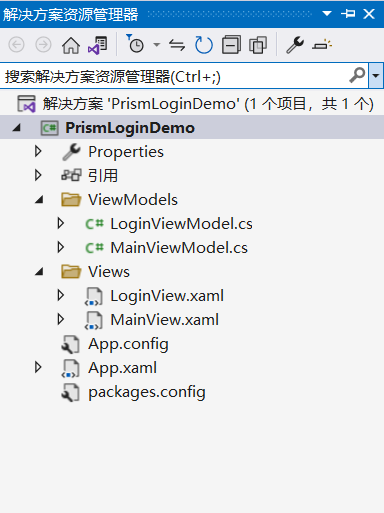 解决方案资源管理器
搜索解决方案资源管理器(Ctrl+;)
解决方案 'PrismLoginDemo' (1 个项目，共 1 个)
C# PrismLoginDemo
Properties
引用
ViewModels
C# LoginViewModel.cs
C# MainViewModel.cs
Views
LoginView.xaml
MainView.xaml
App.config
App.xaml
packages.config